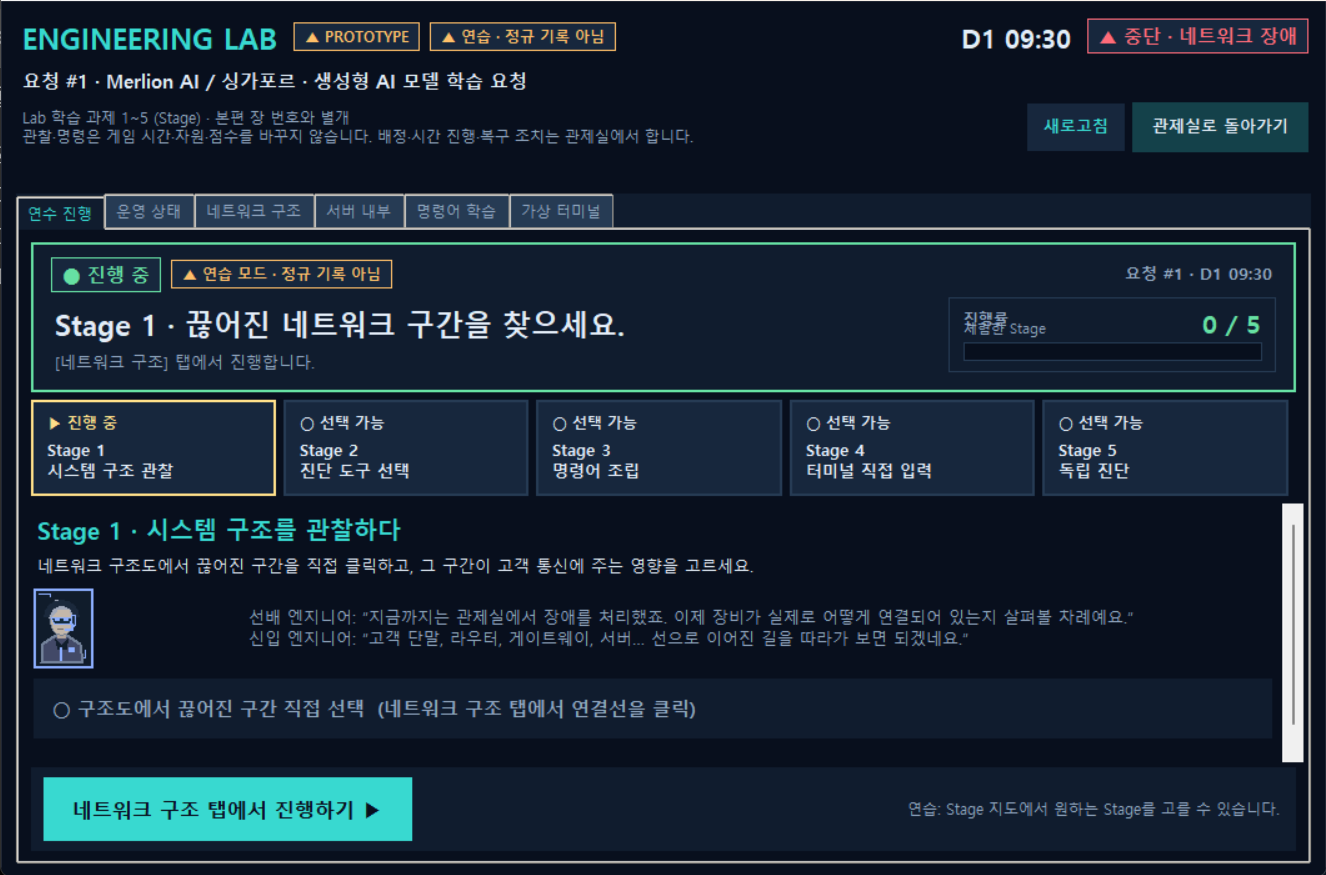 ENGINEERING LAB ▲ PROTOTYPE ▲ 연습 · 정규 기록 아님 D1 09:30 ▲ 중단 · 네트워크 장애
요청 #1 · Merlion AI / 싱가포르 · 생성형 AI 모델 학습 요청
Lab 학습 과제 1~5 (Stage) · 본편 장 번호와 별개
관찰·명령은 게임 시간·자원·점수를 바꾸지 않습니다. 배정·시간 진행·복구 조치는 관제실에서 합니다.
새로고침 관제실로 돌아가기
연수 진행 운영 상태 네트워크 구조 서버 내부 명령어 학습 가상 터미널
● 진행 중 ▲ 연습 모드 · 정규 기록 아님 요청 #1 · D1 09:30
Stage 1 · 끊어진 네트워크 구간을 찾으세요.
진행률
체험한 Stage 0 / 5
[네트워크 구조] 탭에서 진행합니다.
▶ 진행 중
Stage 1
시스템 구조 관찰
○ 선택 가능
Stage 2
진단 도구 선택
○ 선택 가능
Stage 3
명령어 조립
○ 선택 가능
Stage 4
터미널 직접 입력
○ 선택 가능
Stage 5
독립 진단
Stage 1 · 시스템 구조를 관찰하다
네트워크 구조도에서 끊어진 구간을 직접 클릭하고, 그 구간이 고객 통신에 주는 영향을 고르세요.
선배 엔지니어: “지금까지는 관제실에서 장애를 처리했죠. 이제 장비가 실제로 어떻게 연결되어 있는지 살펴볼 차례예요.”
신입 엔지니어: “고객 단말, 라우터, 게이트웨이, 서버… 선으로 이어진 길을 따라가 보면 되겠네요.”
○ 구조도에서 끊어진 구간 직접 선택 (네트워크 구조 탭에서 연결선을 클릭)
네트워크 구조 탭에서 진행하기 ▶
연습: Stage 지도에서 원하는 Stage를 고를 수 있습니다.